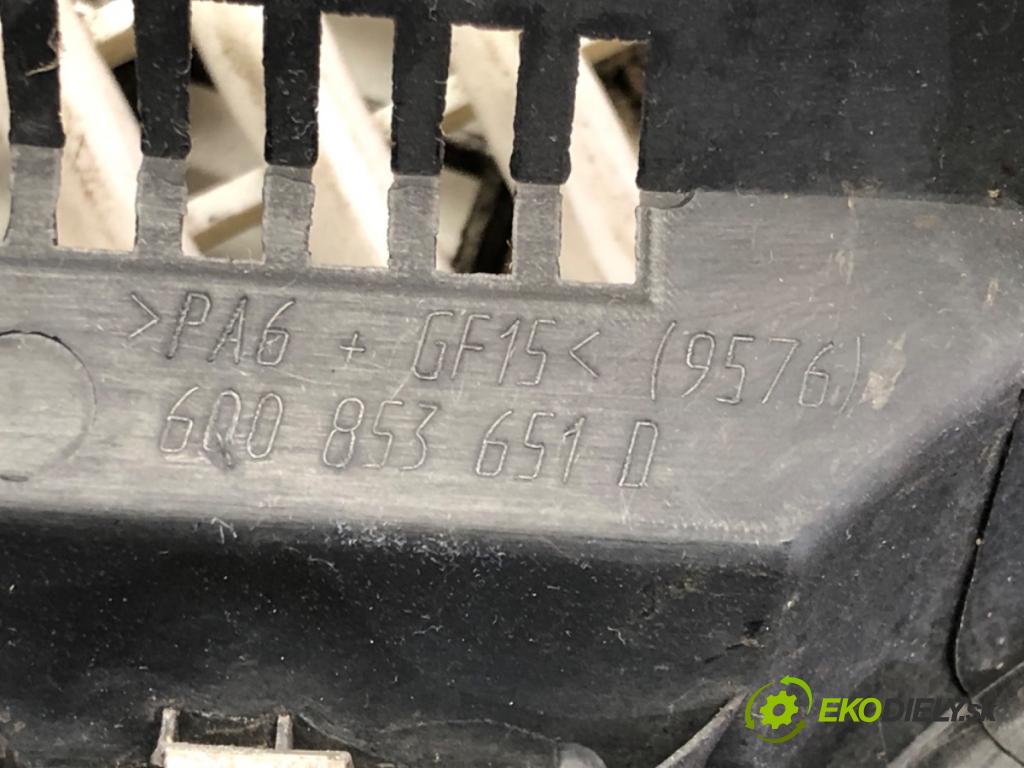 >PA6 + GF15< (9576)
6Q0 853 651 D
EKODIELY.SK